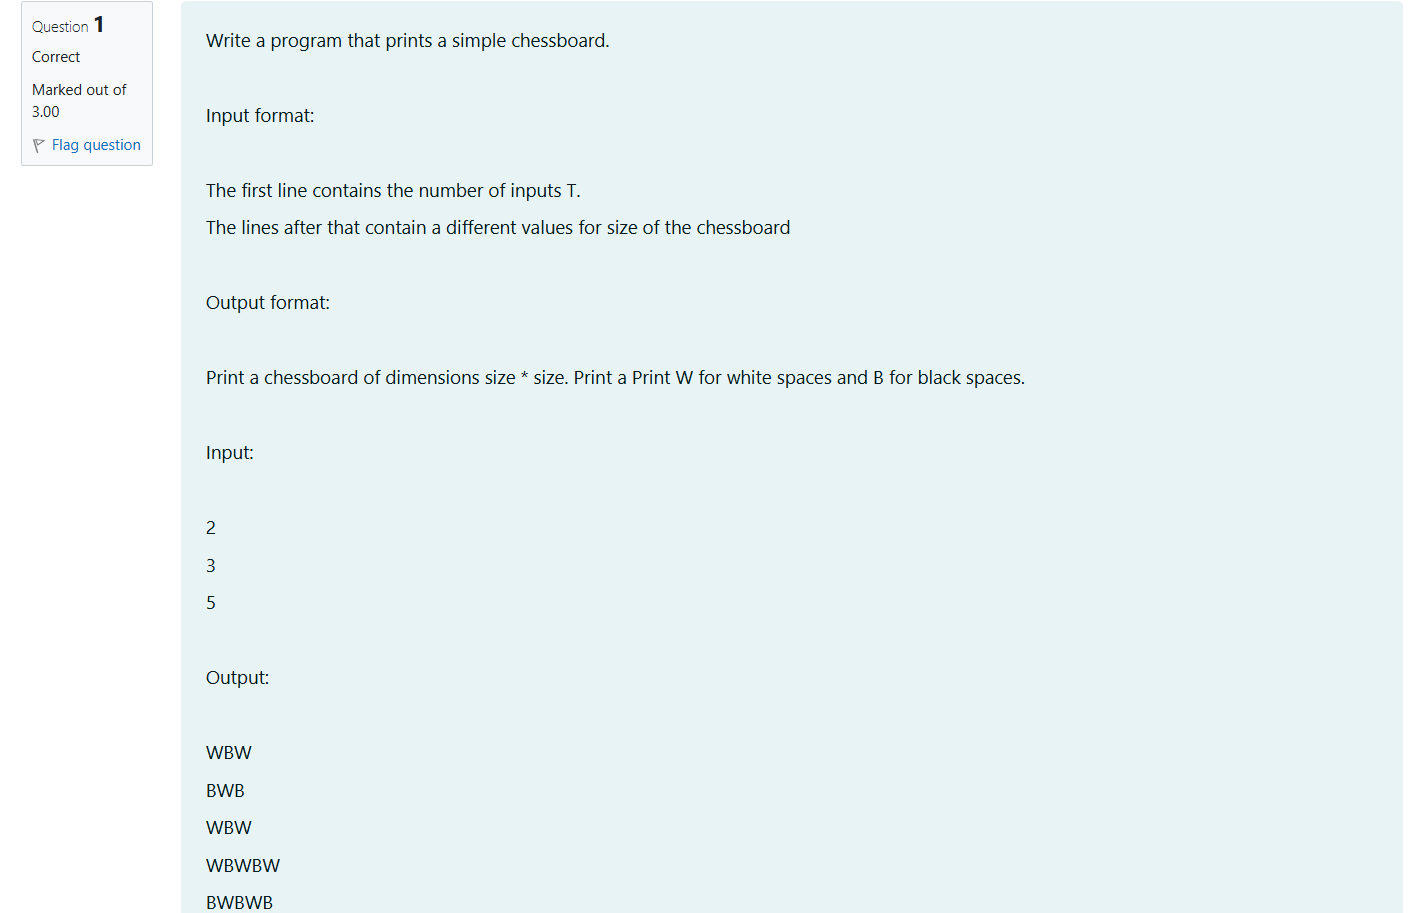 Question 1
Correct
Marked out of
3.00
Flag question
Write a program that prints a simple chessboard.
Input format:
The first line contains the number of inputs T.
The lines after that contain a different values for size of the chessboard
Output format:
Print a chessboard of dimensions size * size. Print a Print W for white spaces and B for black spaces.
Input:
2
3
5
Output:
WBW
BWB
WBW
WBWBW
BWBWB